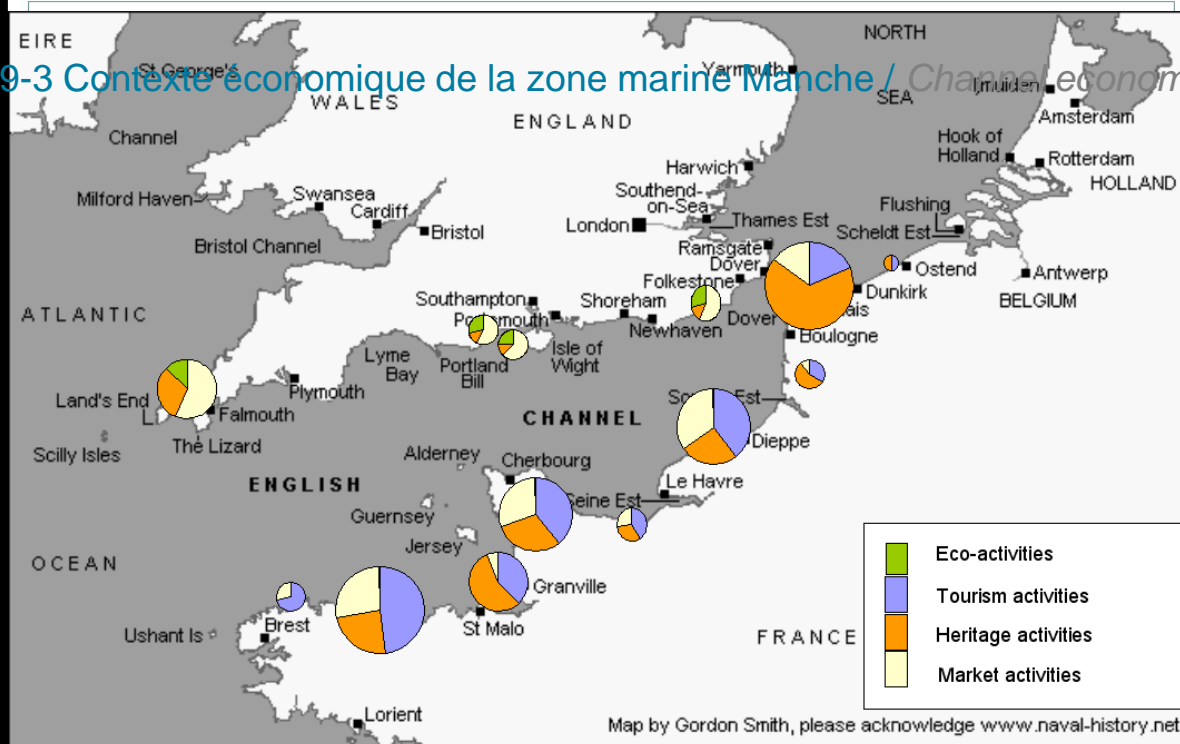 EIRE
NORTH
SEA
9-3 Contexte économique de la zone marine Manche / Channel econom
St George's
Channel
WALES
ENGLAND
Yarmouth
Ijmuiden
Amsterdam
Hook of
Holland
Rotterdam
HOLLAND
Harwich
Milford Haven
Swansea
Cardiff
Bristol
Bristol Channel
Southend-
on-Sea
London
Thames Est
Flushing
Scheldt Est
Ramsgate
Dover
Folkestone
Ostend
Antwerp
BELGIUM
Dunkirk
ATLANTIC
Southampton
Shoreham
Newhaven
Dover
Boulogne
Isle of
Wight
Lyme
Bay
Portland
Bill
Plymouth
Land's End
Falmouth
The Lizard
Scilly Isles
CHANNEL
Est
Dieppe
Alderney
Cherbourg
Le Havre
ENGLISH
Seine Est
Guernsey
Jersey
OCEAN
Granville
St Malo
Ushant Is
Brest
FRANCE
Lorient
Eco-activities
Tourism activities
Heritage activities
Market activities
Map by Gordon Smith, please acknowledge www.naval-history.net